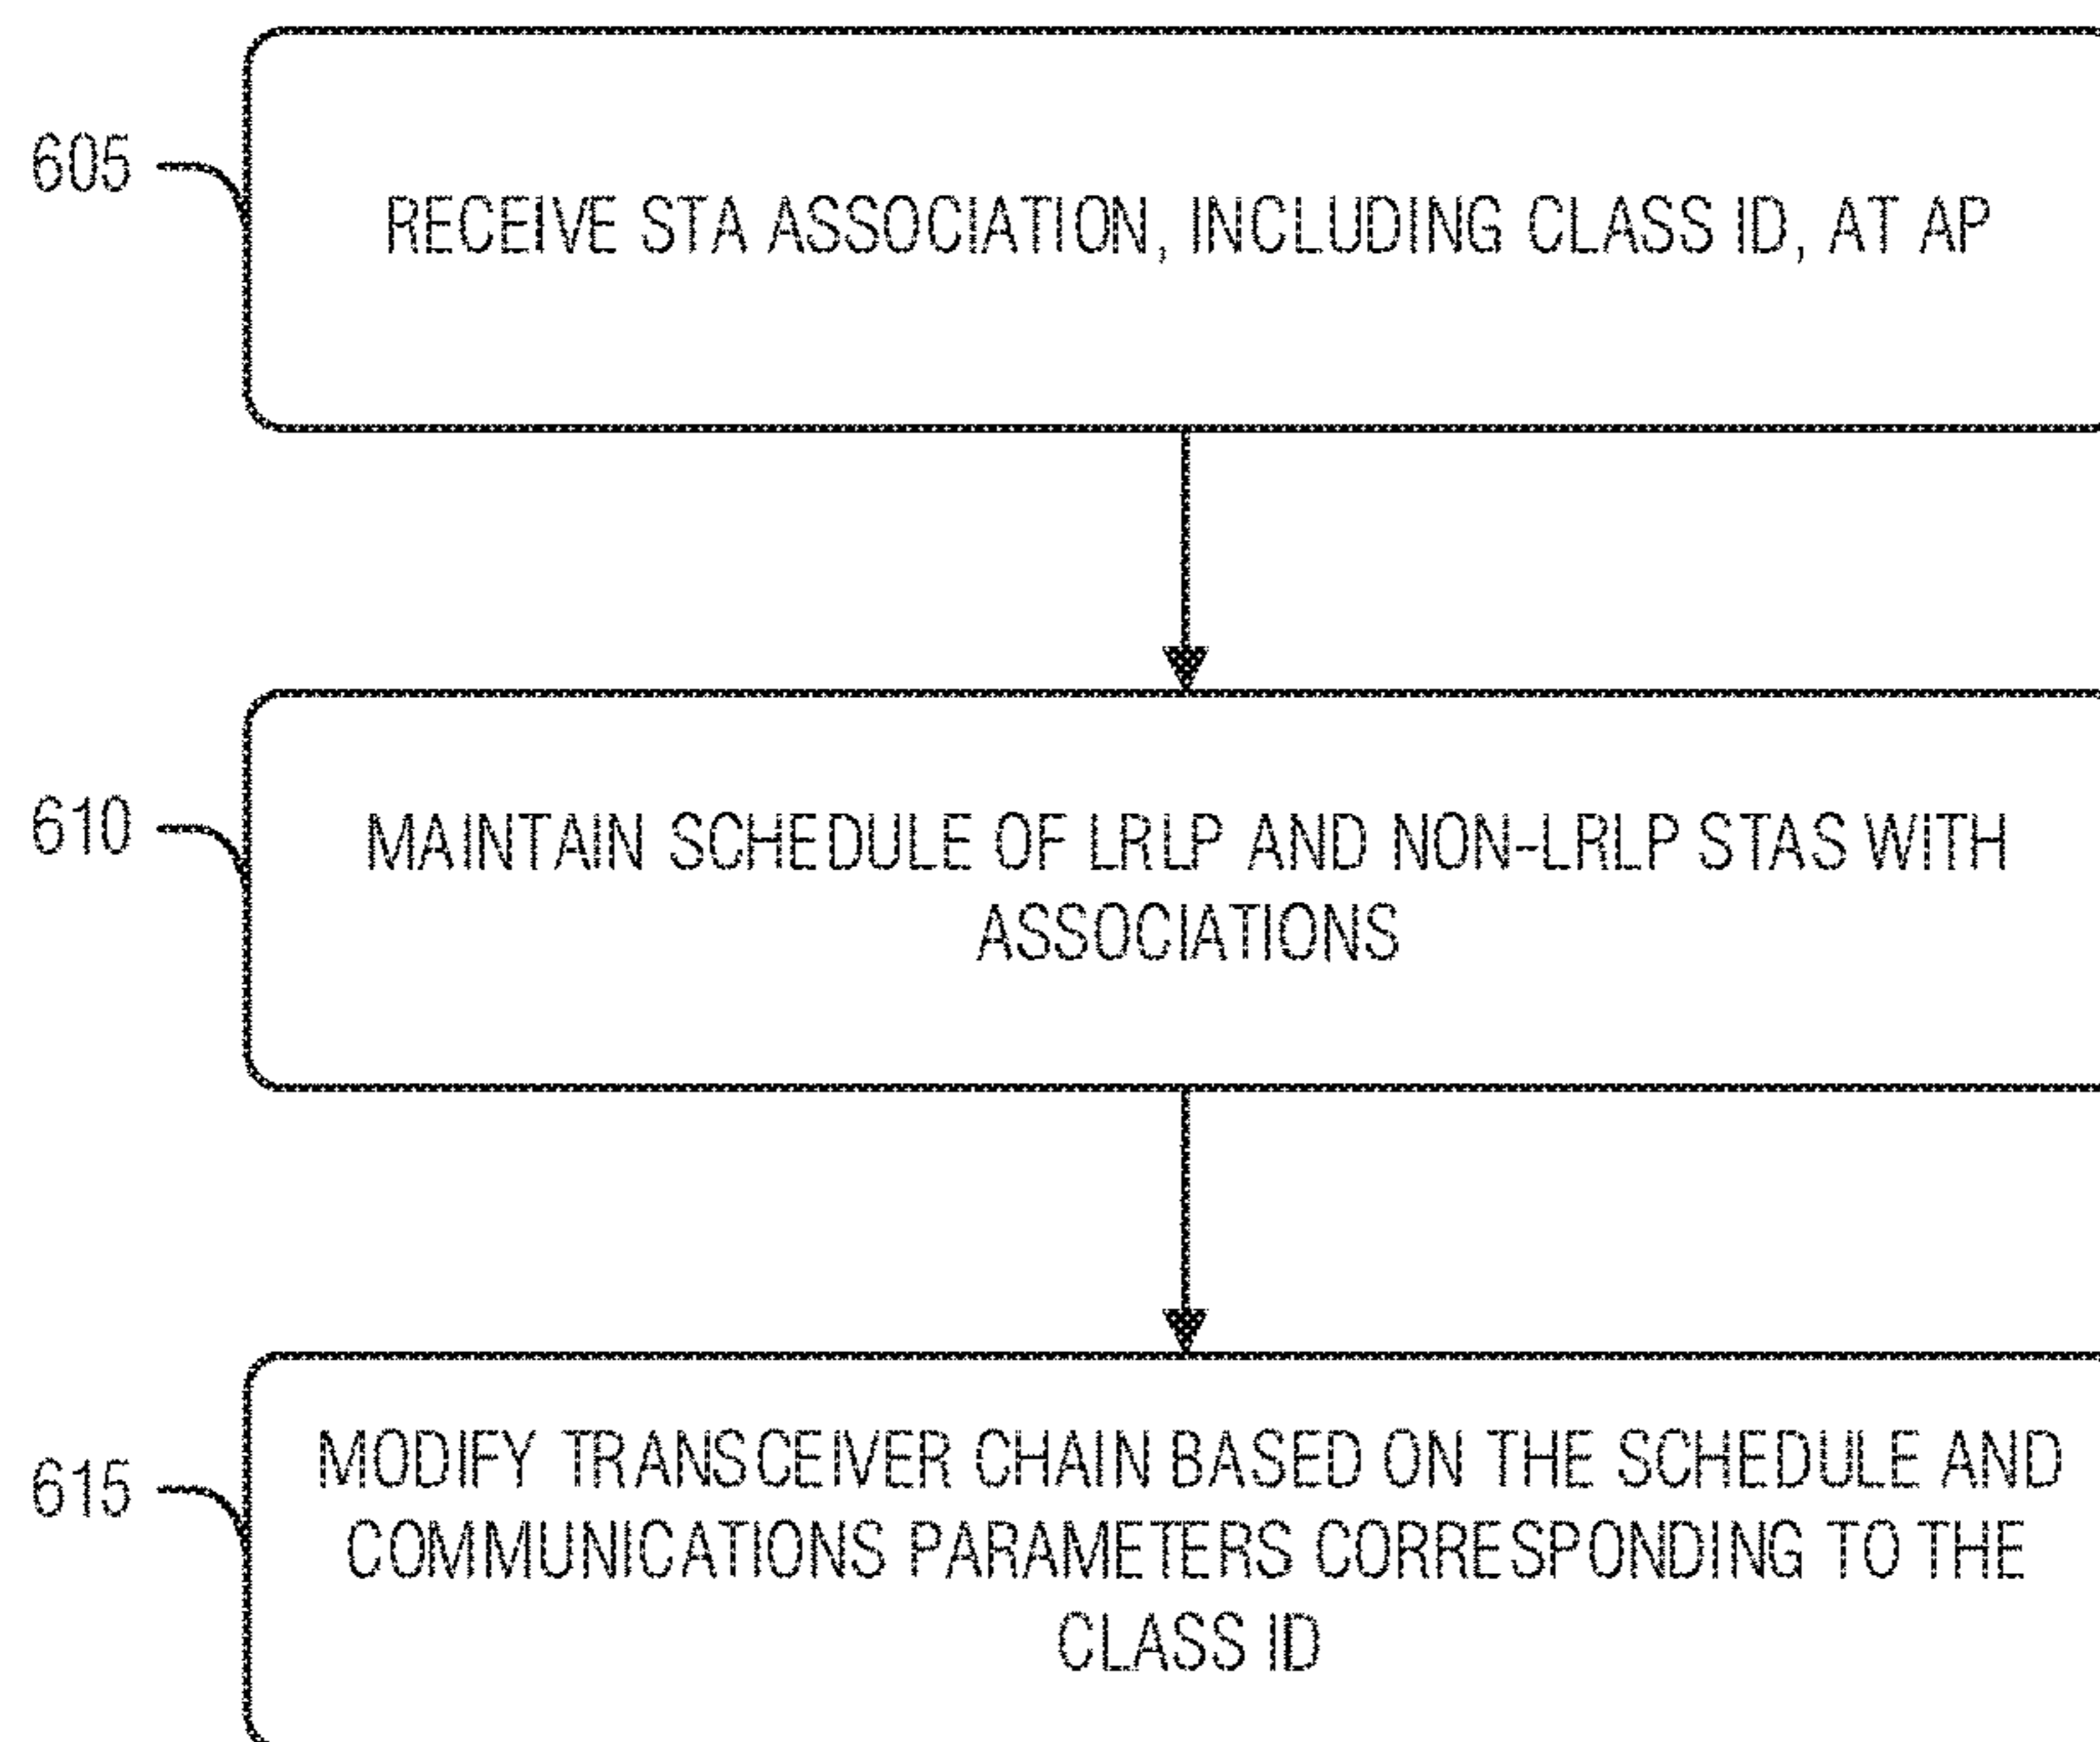 605
RECEIVE STA ASSOCIATION, INCLUDING CLASS ID, AT AP
610
MAINTAIN SCHEDULE OF LRLP AND NON-LRLP STAS WITH
ASSOCIATIONS
615
MODIFY TRANSCEIVER CHAIN BASED ON THE SCHEDULE AND
COMMUNICATIONS PARAMETERS CORRESPONDING TO THE
CLASS ID